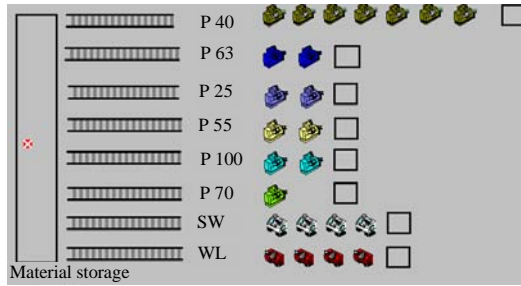 P 40
P 63
P 25
P 55
P 100
P 70
SW
WL
Material storage